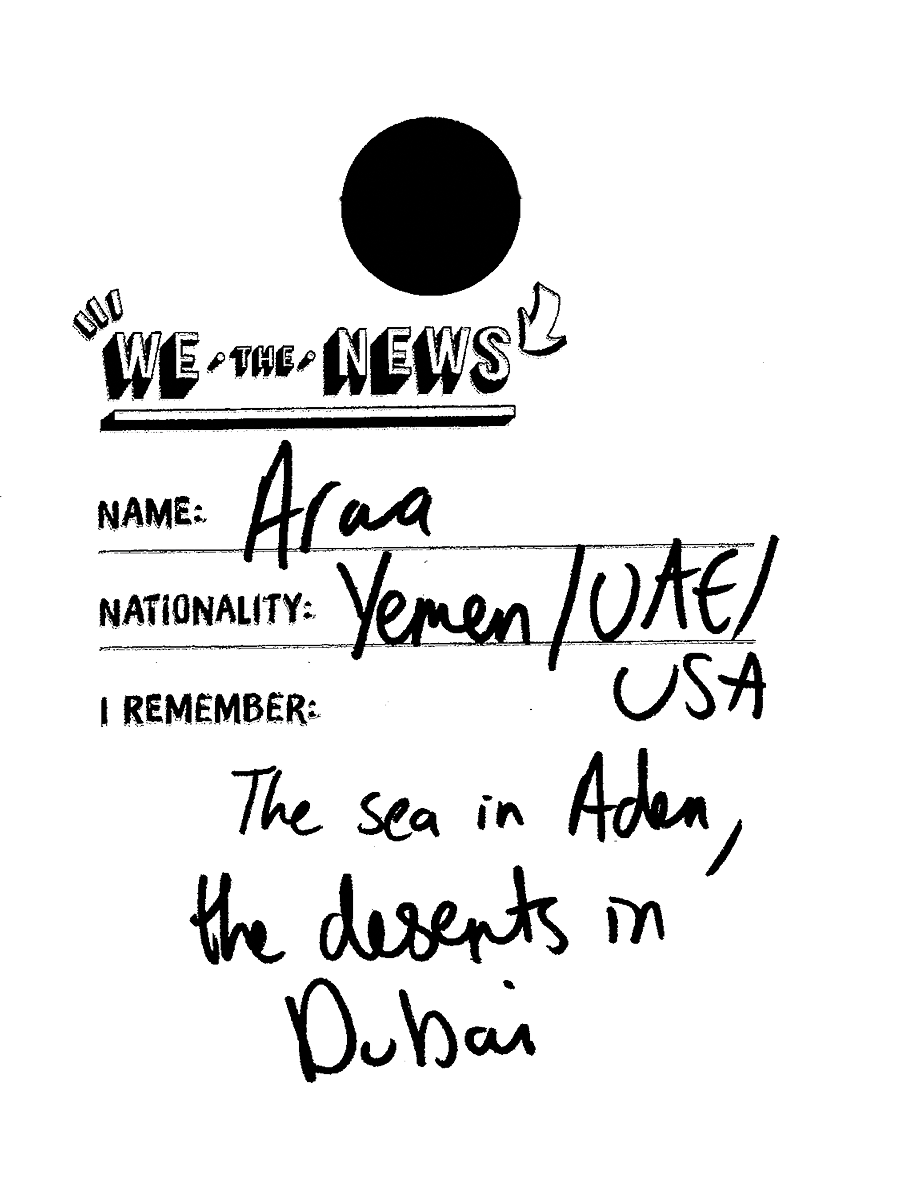 WE THE NEWS
NAME: Araa
NATIONALITY: Yemen/UAE/
USA
I REMEMBER:
The sea in Aden,
the deserts in
Dubai